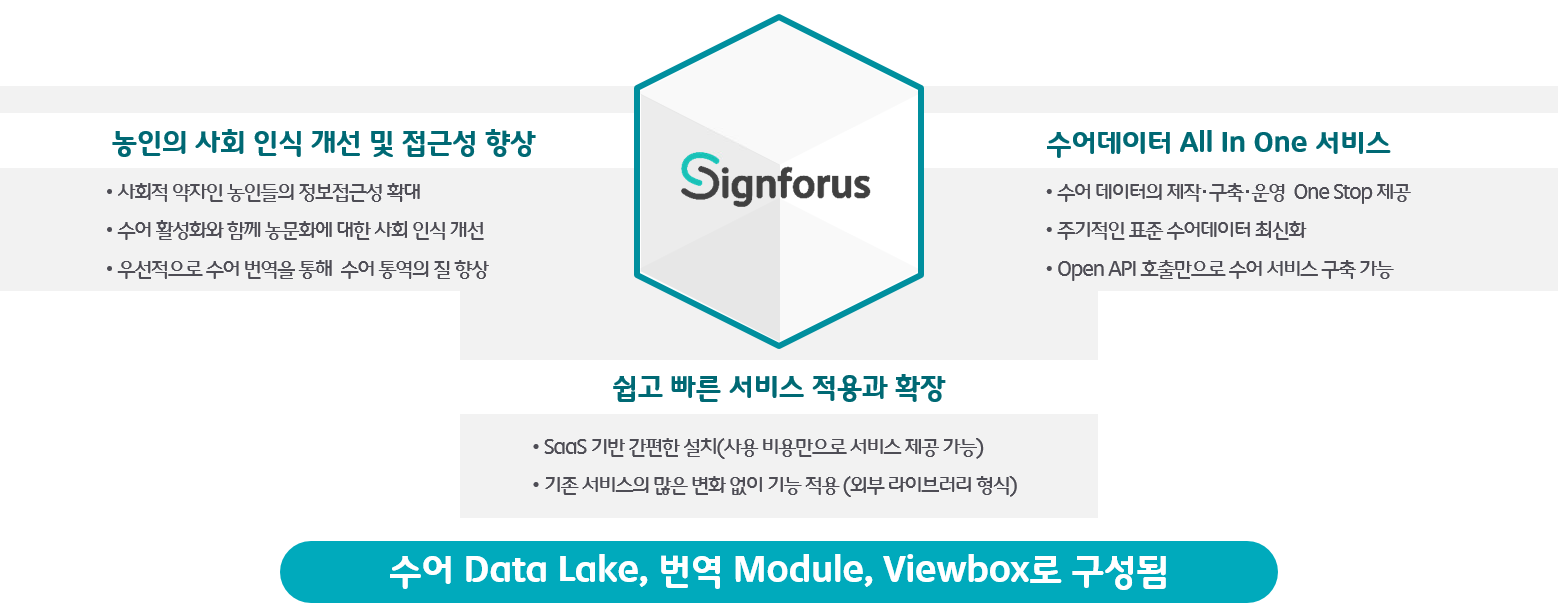 Signforus
농인의 사회 인식 개선 및 접근성 향상
• 사회적 약자인 농인들의 정보접근성 확대
• 수어 활성화와 함께 농문화에 대한 사회 인식 개선
• 우선적으로 수어 번역을 통해 수어 통역의 질 향상
수어데이터 All In One 서비스
• 수어 데이터의 제작·구축·운영 One Stop 제공
• 주기적인 표준 수어데이터 최신화
• Open API 호출만으로 수어 서비스 구축 가능
쉽고 빠른 서비스 적용과 확장
• SaaS 기반 간편한 설치(사용 비용만으로 서비스 제공 가능)
• 기존 서비스의 많은 변화 없이 기능 적용 (외부 라이브러리 형식)
수어 Data Lake, 번역 Module, Viewbox로 구성됨